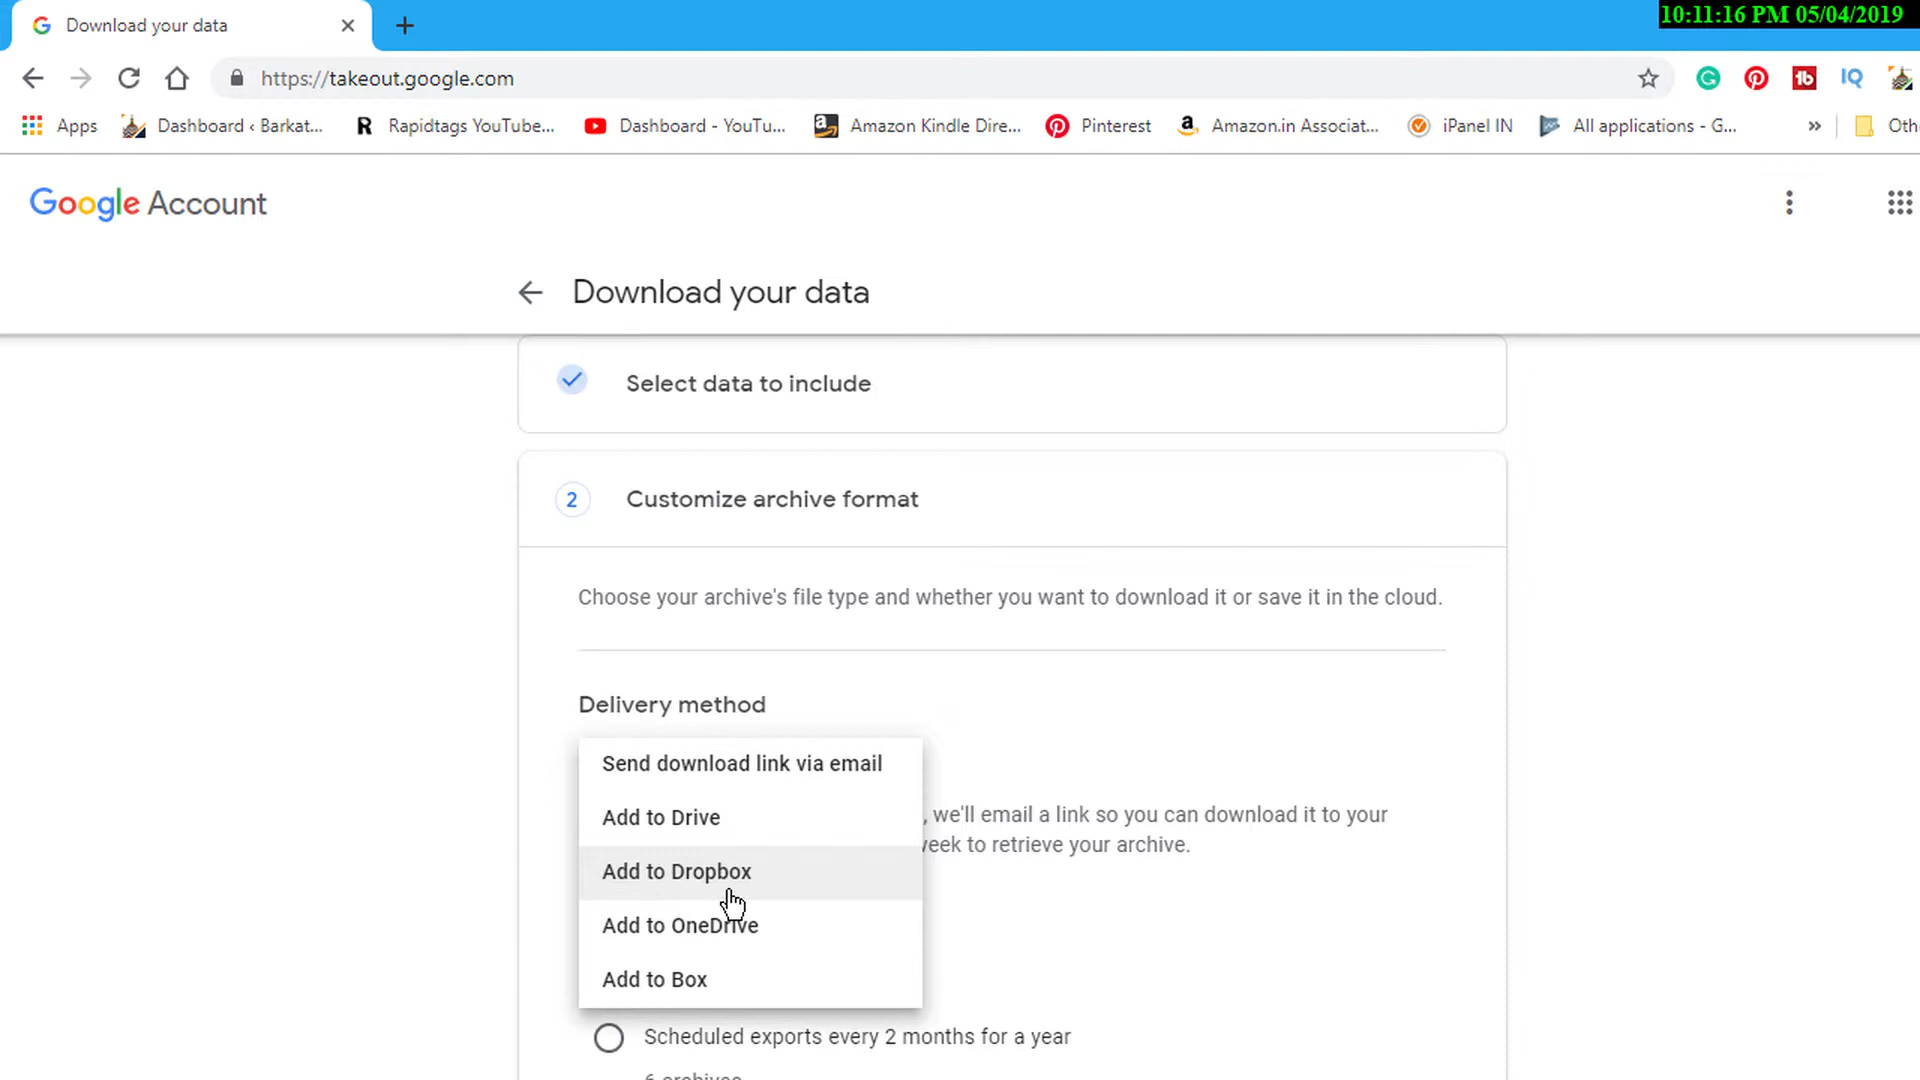 10:11:16 PM 05/04/2019
Download your data
https://takeout.google.com
Apps
Dashboard ‹ Barkat...
R
Rapidtags YouTube...
Dashboard - YouTu...
Amazon Kindle Dire...
Pinterest
Amazon.in Associat...
iPanel IN
All applications - G...
»
Oth
Google Account
Download your data
Select data to include
2
Customize archive format
Choose your archive's file type and whether you want to download it or save it in the cloud.
Delivery method
Send download link via email
Add to Drive
, we'll email a link so you can download it to your
week to retrieve your archive.
Add to Dropbox
Add to OneDrive
Add to Box
Scheduled exports every 2 months for a year
6 archives